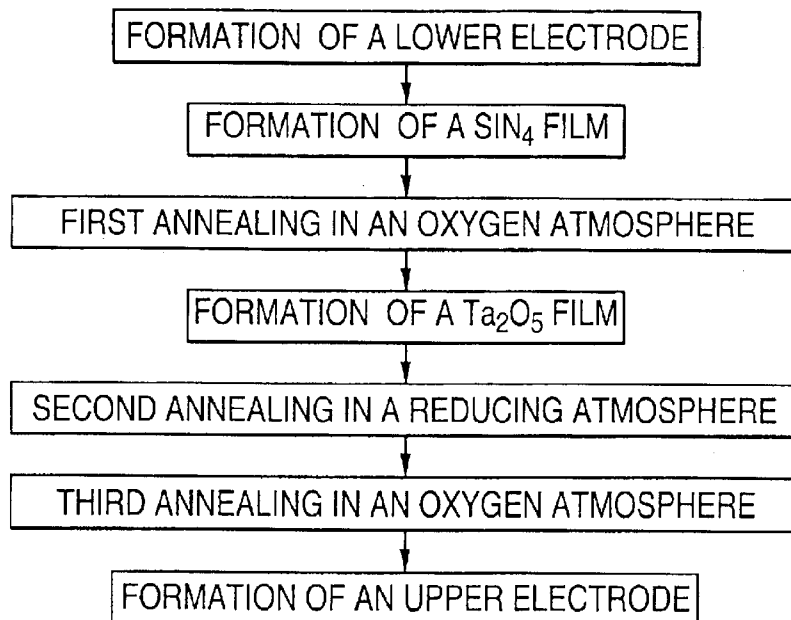 FORMATION OF A LOWER ELECTRODE
FORMATION OF A SIN₄ FILM
FIRST ANNEALING IN AN OXYGEN ATMOSPHERE
FORMATION OF A Ta₂O₅ FILM
SECOND ANNEALING IN A REDUCING ATMOSPHERE
THIRD ANNEALING IN AN OXYGEN ATMOSPHERE
FORMATION OF AN UPPER ELECTRODE